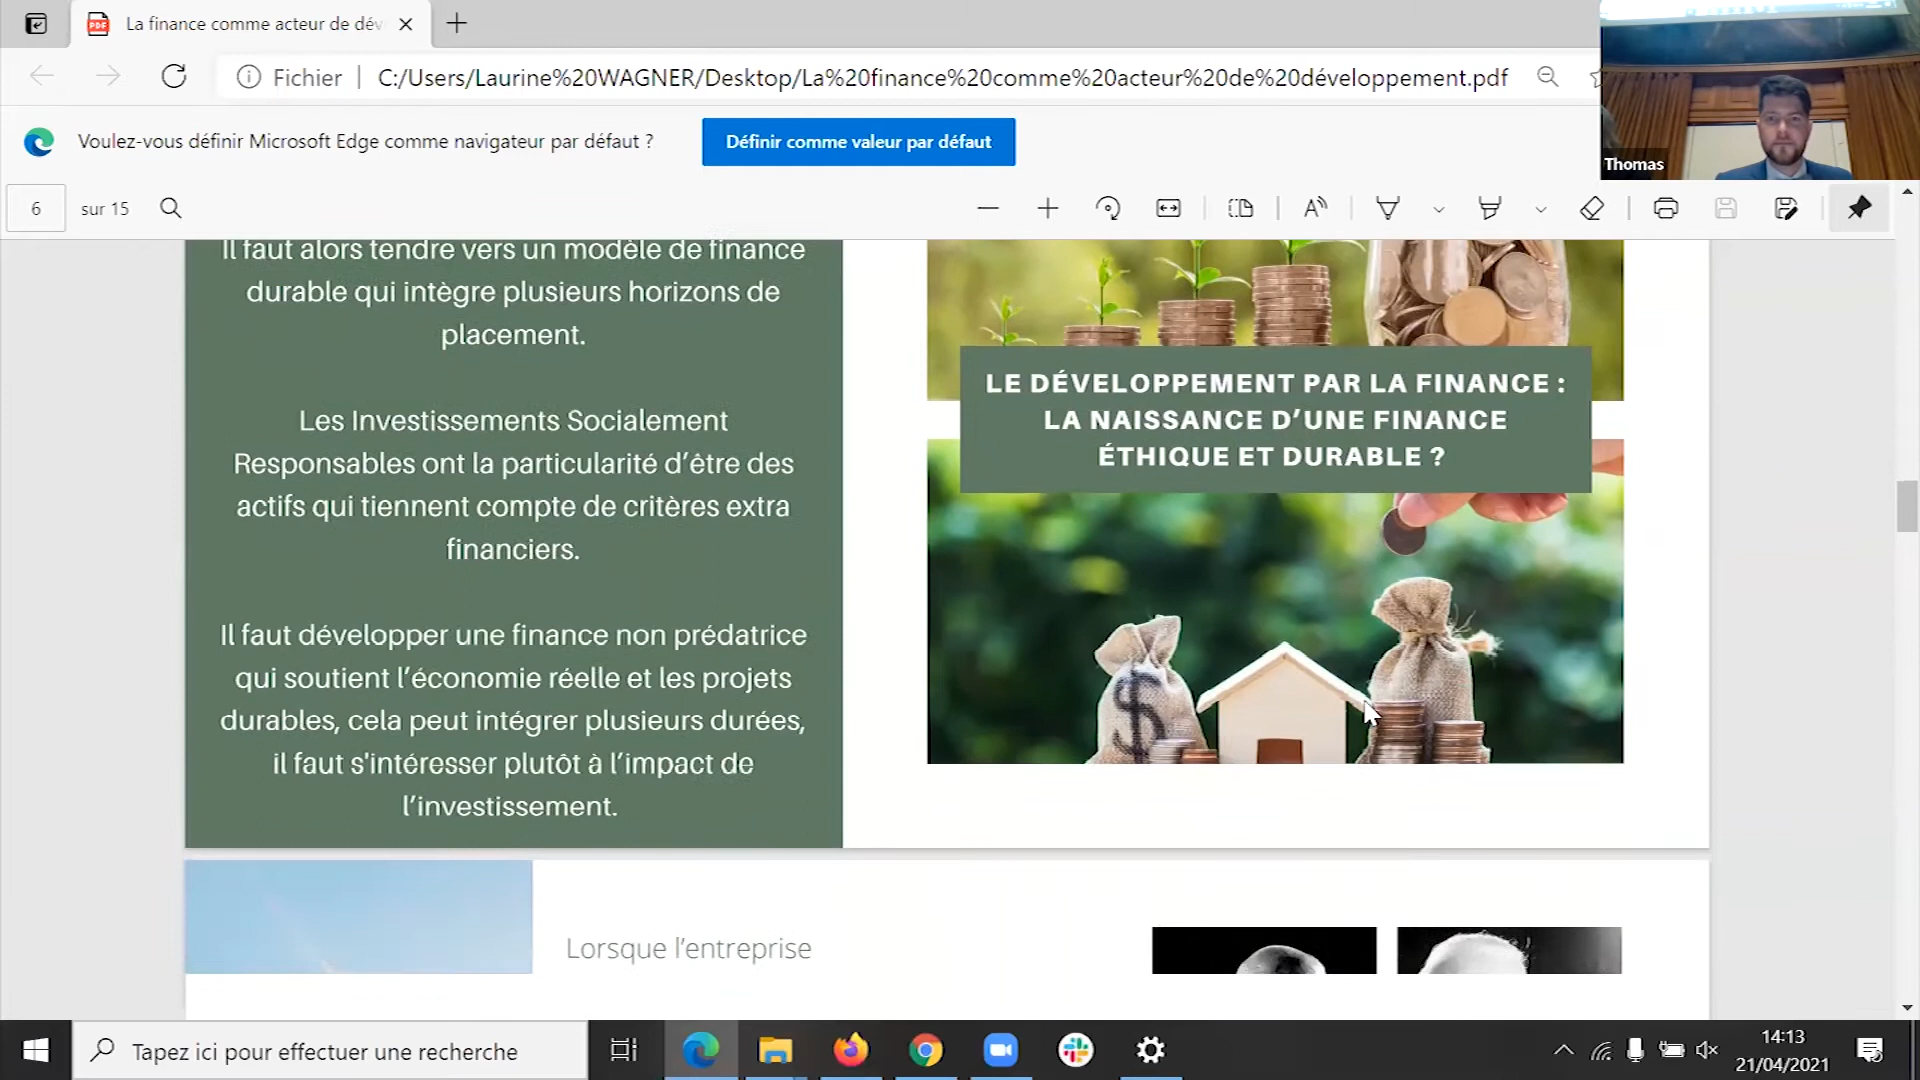 La finance comme acteur de dév
Fichier
C:/Users/Laurine%20WAGNER/Desktop/La%20finance%20comme%20acteur%20de%20développement.pdf
Voulez-vous définir Microsoft Edge comme navigateur par défaut ?
Définir comme valeur par défaut
Thomas
6 sur 15
Il faut alors tendre vers un modèle de finance
durable qui intègre plusieurs horizons de
placement.
Les Investissements Socialement
Responsables ont la particularité d’être des
actifs qui tiennent compte de critères extra
financiers.
Il faut développer une finance non prédatrice
qui soutient l’économie réelle et les projets
durables, cela peut intégrer plusieurs durées,
il faut s'intéresser plutôt à l’impact de
l’investissement.
LE DÉVELOPPEMENT PAR LA FINANCE :
LA NAISSANCE D’UNE FINANCE
ÉTHIQUE ET DURABLE ?
$
Lorsque l’entreprise
Tapez ici pour effectuer une recherche
14:13
21/04/2021